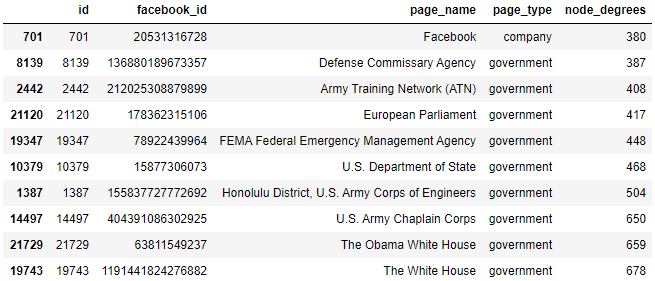 id facebook_id page_name page_type node_degrees
701 701 20531316728 Facebook company 380
8139 8139 136880189673357 Defense Commissary Agency government 387
2442 2442 212025308879899 Army Training Network (ATN) government 408
21120 21120 178362315106 European Parliament government 417
19347 19347 78922439964 FEMA Federal Emergency Management Agency government 448
10379 10379 15877306073 U.S. Department of State government 468
1387 1387 155837727772692 Honolulu District, U.S. Army Corps of Engineers government 504
14497 14497 404391086302925 U.S. Army Chaplain Corps government 650
21729 21729 63811549237 The Obama White House government 659
19743 19743 1191441824276882 The White House government 678